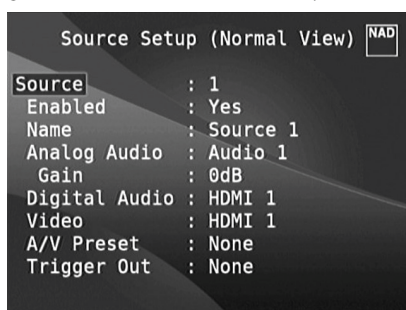 Source Setup (Normal View) NAD
Source : 1
Enabled : Yes
Name : Source 1
Analog Audio : Audio 1
Gain : 0dB
Digital Audio : HDMI 1
Video : HDMI 1
A/V Preset : None
Trigger Out : None